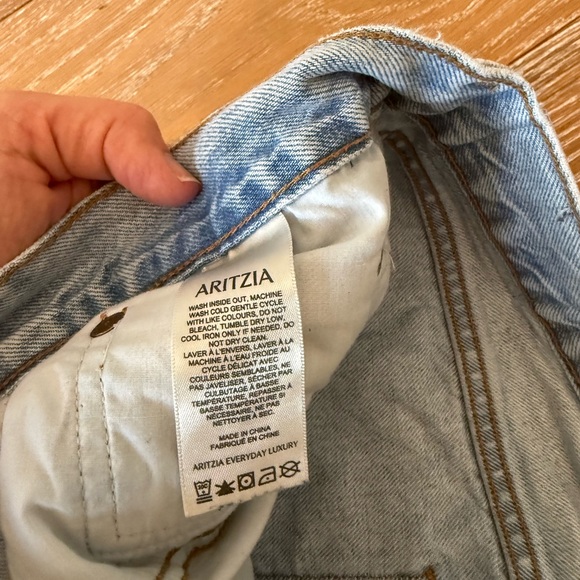 ARITZIA
WASH INSIDE OUT, MACHINE
WASH COLD GENTLE CYCLE
WITH LIKE COLOURS, DO NOT
BLEACH, TUMBLE DRY LOW,
COOL IRON ONLY IF NEEDED, DO
NOT DRY CLEAN.
LAVER À L'ENVERS, LAVER À LA
MACHINE À L'EAU FROIDE AU
CYCLE DÉLICAT AVEC
COULEURS SEMBLABLES, NE
PAS JAVELISER, SÉCHER PAR
CULBUTAGE À BASSE
TEMPÉRATURE, REPASSER À
BASSE TEMPÉRATURE SI
NÉCESSAIRE, NE PAS
NETTOYER À SEC.
MADE IN CHINA
FABRIQUÉ EN CHINE
ARITZIA EVERYDAY LUXURY
30C